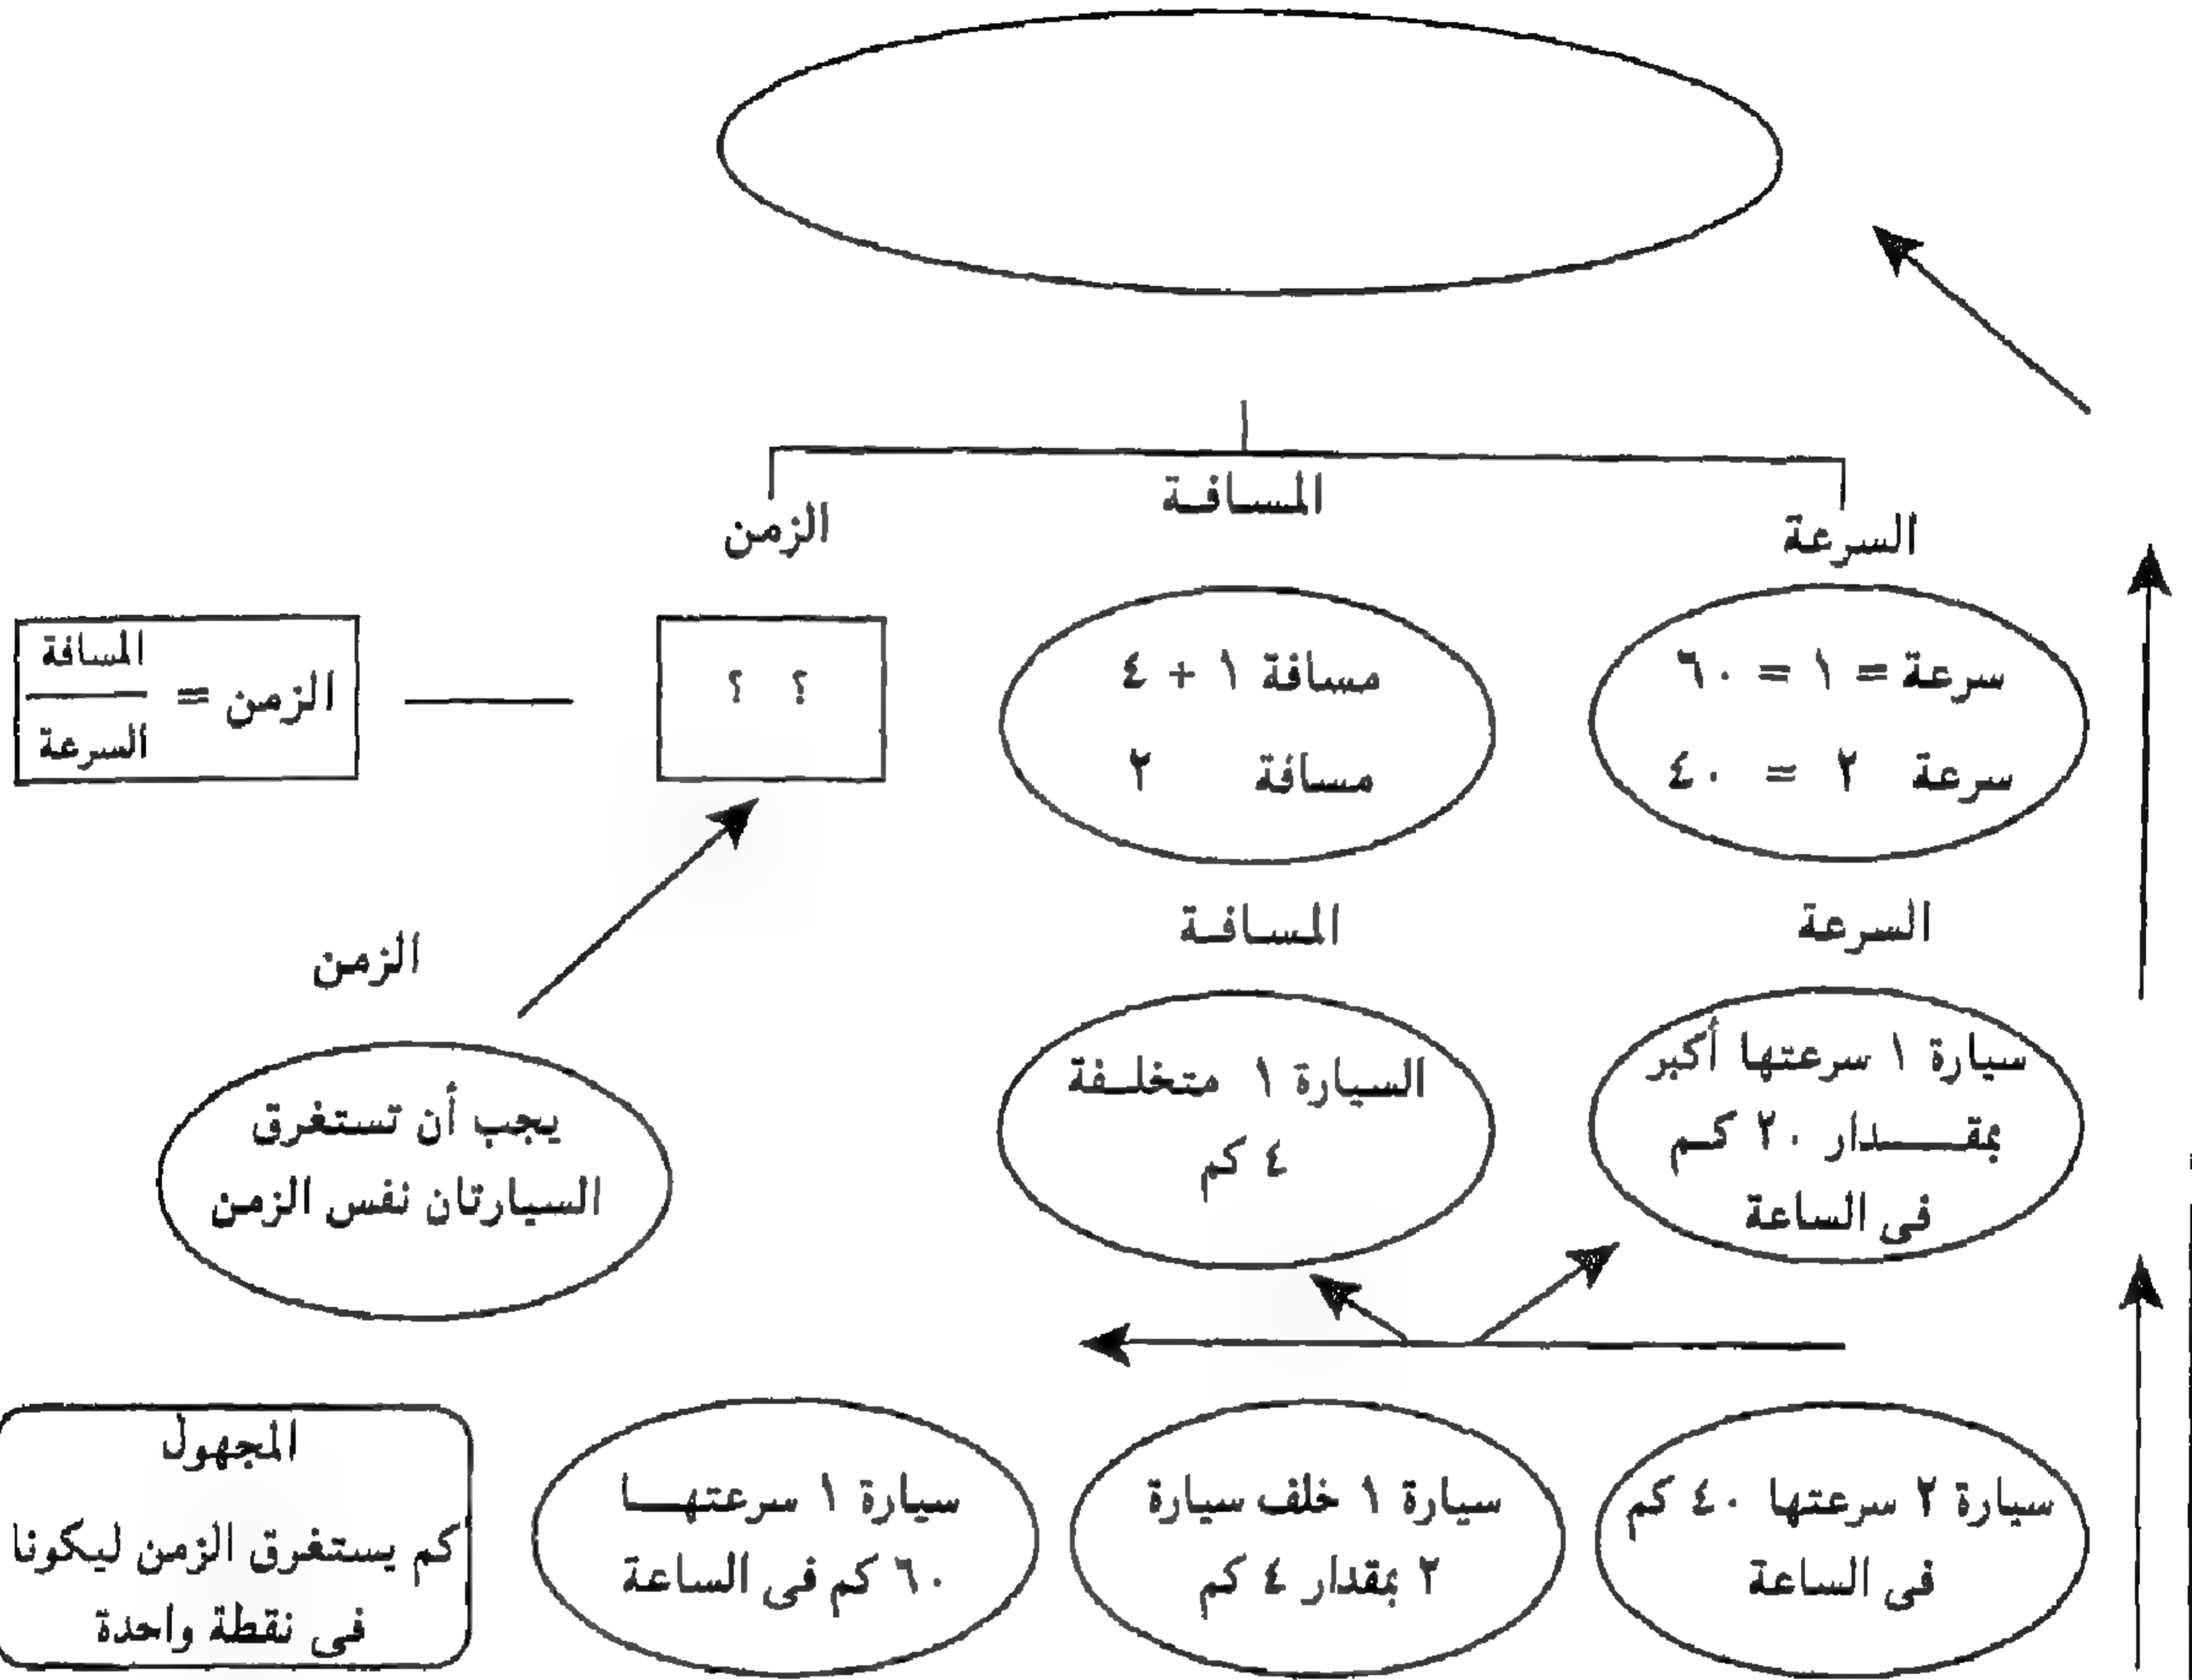 المسافة
الزمن
السرعة
سرعة = ١ = ٦٠
سرعة ٢ = ٤٠
مسافة ١ + ٤
مسافة ٢
؟ ؟
الزمن = المسافة / السرعة
السرعة
المسافة
الزمن
سيارة ١ سرعتها أكبر
بمقدار ٢٠ كم
فى الساعة
السيارة ١ متخلفة
٤ كم
يجب أن تستغرق
السيارتان نفس الزمن
سيارة ٢ سرعتها ٤٠ كم
فى الساعة
سيارة ١ خلف سيارة
٢ بمقدار ٤ كم
سيارة ١ سرعتها
٦٠ كم فى الساعة
المجهول
كم يستغرق الزمن ليكونا
فى نقطة واحدة